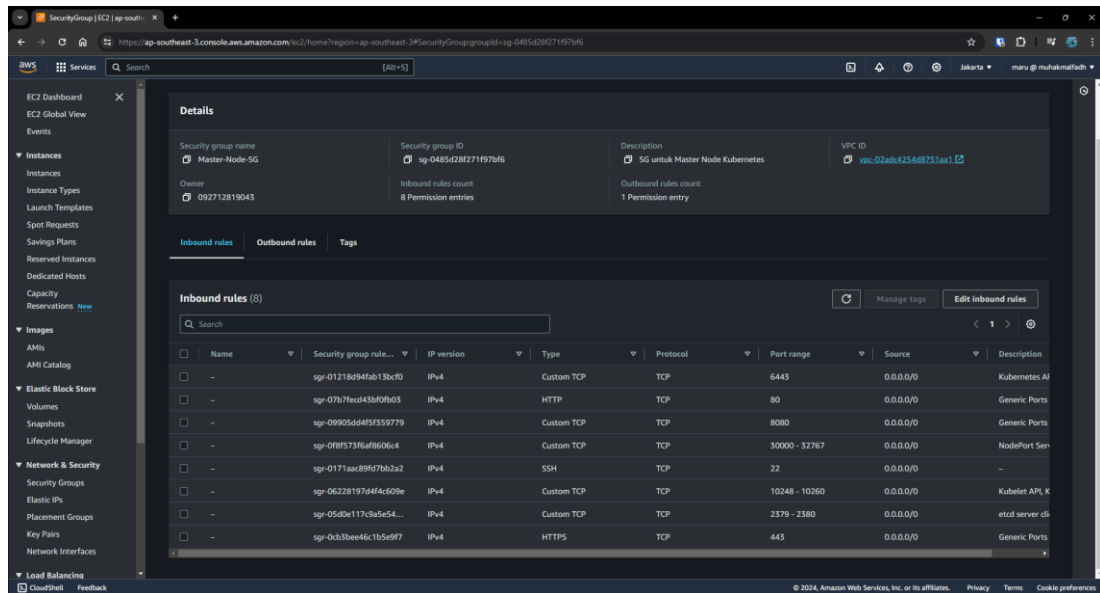 SecurityGroup | EC2 | ap-southe
https://ap-southeast-3.console.aws.amazon.com/ec2/home?region=ap-southeast-3#SecurityGroup:groupId=sg-0485d28f271f97bf6
aws Services Search [Alt+S] Jakarta maru @ muhakmalfadh
EC2 Dashboard
EC2 Global View
Events
Instances
Instances
Instance Types
Launch Templates
Spot Requests
Savings Plans
Reserved Instances
Dedicated Hosts
Capacity
Reservations New
Images
AMIs
AMI Catalog
Elastic Block Store
Volumes
Snapshots
Lifecycle Manager
Network & Security
Security Groups
Elastic IPs
Placement Groups
Key Pairs
Network Interfaces
Load Balancing
Details
Security group name Security group ID Description VPC ID
Master-Node-SG sg-0485d28f271f97bf6 SG untuk Master Node Kubernetes vpc-02adc4254d8751aa1
Owner Inbound rules count Outbound rules count
092712819043 8 Permission entries 1 Permission entry
Inbound rules Outbound rules Tags
Inbound rules (8) Manage tags Edit inbound rules
Search 1
Name Security group rule... IP version Type Protocol Port range Source Description
– sgr-01218d94fab13bcf0 IPv4 Custom TCP TCP 6443 0.0.0.0/0 Kubernetes AP
– sgr-07b7fecd43bf0fb03 IPv4 HTTP TCP 80 0.0.0.0/0 Generic Ports
– sgr-09905dd4f5f359779 IPv4 Custom TCP TCP 8080 0.0.0.0/0 Generic Ports
– sgr-0f8f573f6af8606c4 IPv4 Custom TCP TCP 30000 - 32767 0.0.0.0/0 NodePort Serv
– sgr-0171aac89fd7bb2a2 IPv4 SSH TCP 22 0.0.0.0/0 –
– sgr-06228197d4f4c609e IPv4 Custom TCP TCP 10248 - 10260 0.0.0.0/0 Kubelet API, K
– sgr-05d0e117c9a5e54... IPv4 Custom TCP TCP 2379 - 2380 0.0.0.0/0 etcd server cli
– sgr-0cb3bee46c1b5e9f7 IPv4 HTTPS TCP 443 0.0.0.0/0 Generic Ports
CloudShell Feedback © 2024, Amazon Web Services, Inc. or its affiliates. Privacy Terms Cookie preferences